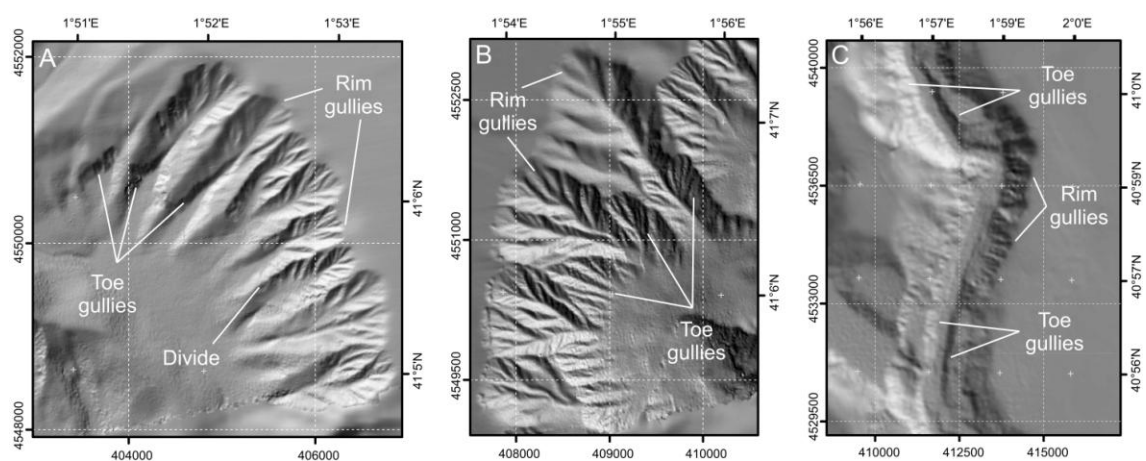 1°51'E 1°52'E 1°53'E
A
Rim
gullies
Toe
gullies
Divide
4552000
4550000
4548000
41°6'N
41°5'N
404000 406000
1°54'E 1°55'E 1°56'E
B
Rim
gullies
Toe
gullies
4552500
4551000
4549500
41°7'N
41°6'N
408000 409000 410000
1°56'E 1°57'E 1°59'E 2°0'E
C
Toe
gullies
Rim
gullies
Toe
gullies
4540000
4536500
4533000
4529500
41°0'N
40°59'N
40°57'N
40°56'N
410000 412500 415000